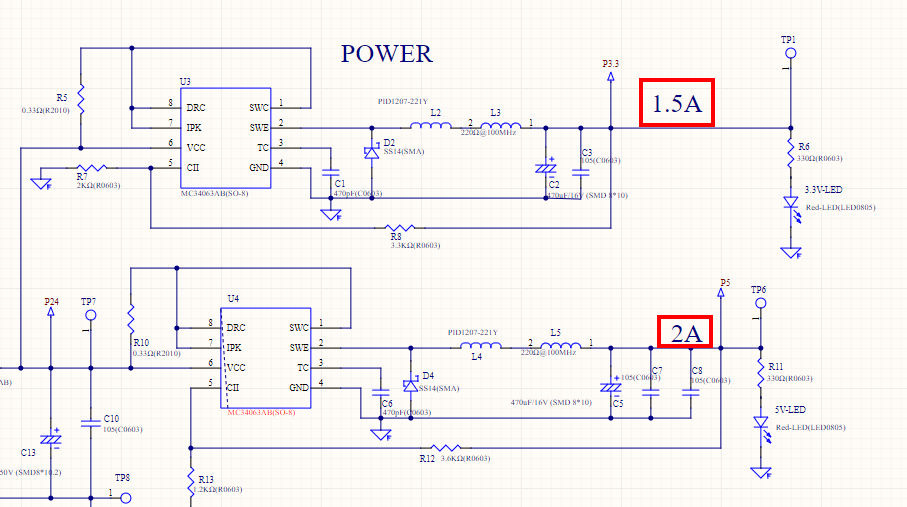 POWER
TP1
1
P3.3
1.5A
U3
R5
0.33Ω(R2010)
8 DRC SWC 1
7 IPK SWE 2
6 VCC TC 3
5 CII GND 4
MC34063AB(SO-8)
R7
2KΩ(R0603)
PID1207-221Y
L2
2 L3 1
220Ω@100MHz
D2
SS14(SMA)
C1
470pF(C0603)
C2
470uF/16V (SMD 8*10)
C3
105(C0603)
R6
330Ω(R0603)
3.3V-LED
Red-LED(LED0805)
R8
3.3KΩ(R0603)
P24
TP7
1
U4
R10
0.33Ω(R2010)
8 DRC SWC 1
7 IPK SWE 2
6 VCC TC 3
5 CII GND 4
MC34063AB(SO-8)
PID1207-221Y
L4
2 L5 1
220Ω@100MHz
P5
TP6
1
2A
D4
SS14(SMA)
C6
470pF(C0603)
470uF/16V (SMD 8*10)
C5
105(C0603)
C7
C8
105(C0603)
R11
330Ω(R0603)
5V-LED
Red-LED(LED0805)
AB)
C10
105(C0603)
C13
50V (SMD8*10.2)
R12 3.6KΩ(R0603)
R13
1.2KΩ(R0603)
TP8
1